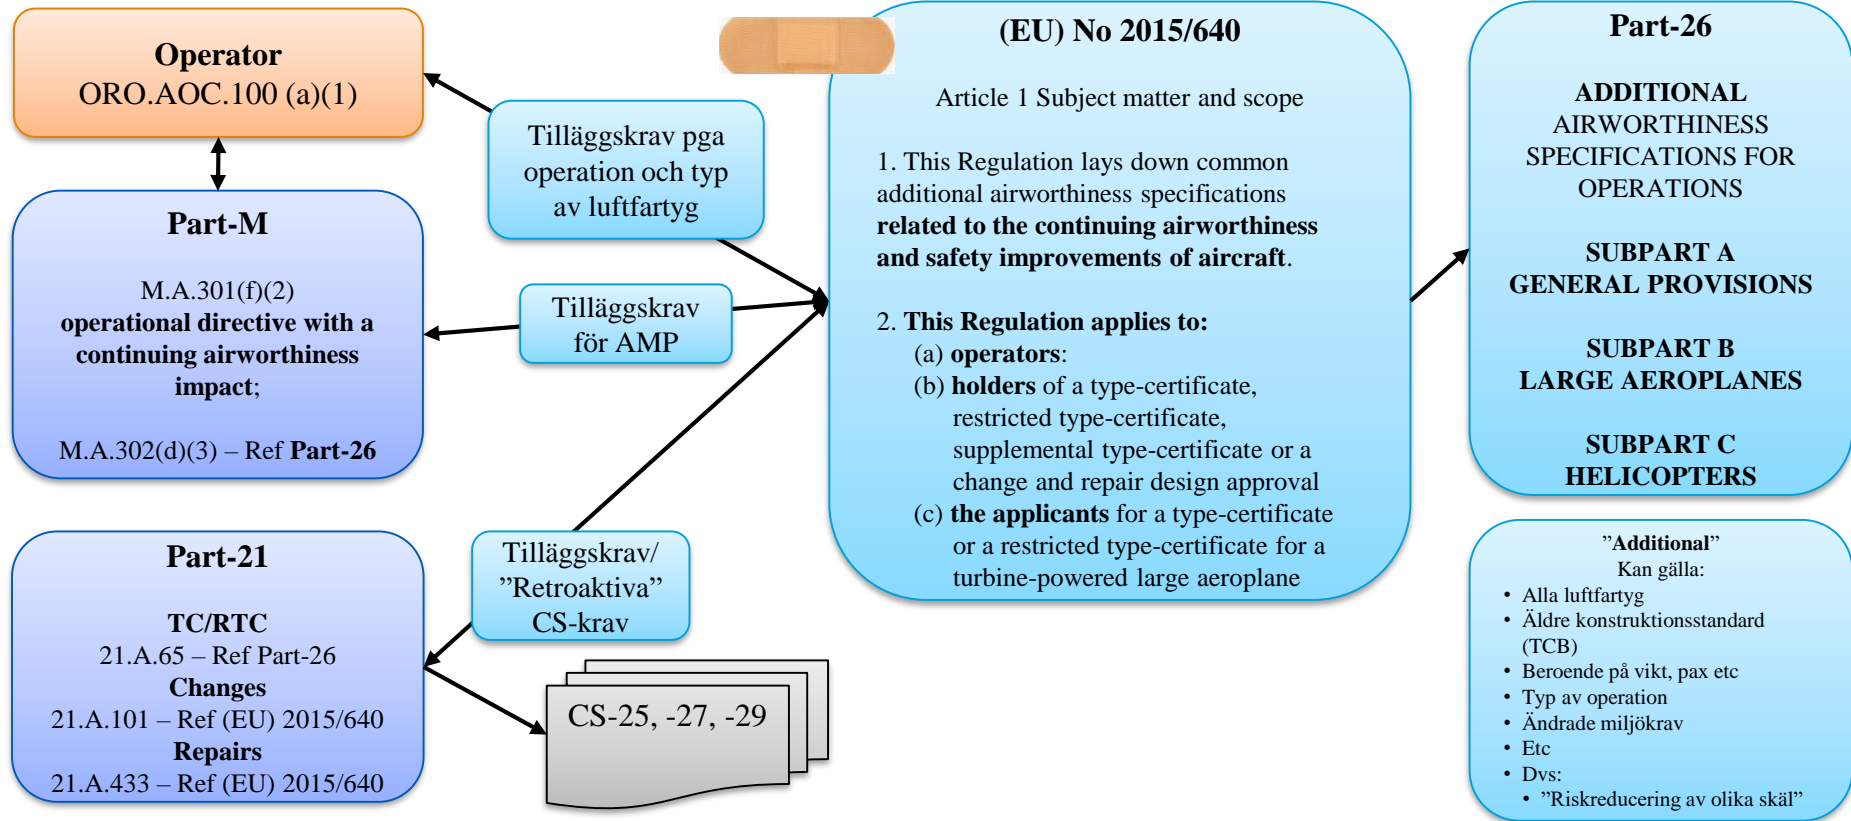 Operator
ORO.AOC.100 (a)(1)
Part-M
M.A.301(f)(2)
operational directive with a
continuing airworthiness
impact;
M.A.302(d)(3) – Ref Part-26
Part-21
TC/RTC
21.A.65 – Ref Part-26
Changes
21.A.101 – Ref (EU) 2015/640
Repairs
21.A.433 – Ref (EU) 2015/640
Tilläggskrav pga
operation och typ
av luftfartyg
Tilläggskrav
för AMP
Tilläggskrav/
”Retroaktiva”
CS-krav
CS-25, -27, -29
(EU) No 2015/640
Article 1 Subject matter and scope
1. This Regulation lays down common
additional airworthiness specifications
related to the continuing airworthiness
and safety improvements of aircraft.
2. This Regulation applies to:
(a) operators:
(b) holders of a type-certificate,
restricted type-certificate,
supplemental type-certificate or a
change and repair design approval
(c) the applicants for a type-certificate
or a restricted type-certificate for a
turbine-powered large aeroplane
Part-26
ADDITIONAL
AIRWORTHINESS
SPECIFICATIONS FOR
OPERATIONS
SUBPART A
GENERAL PROVISIONS
SUBPART B
LARGE AEROPLANES
SUBPART C
HELICOPTERS
”Additional”
Kan gälla:
• Alla luftfartyg
• Äldre konstruktionsstandard
(TCB)
• Beroende på vikt, pax etc
• Typ av operation
• Ändrade miljökrav
• Etc
• Dvs:
• ”Riskreducering av olika skäl”